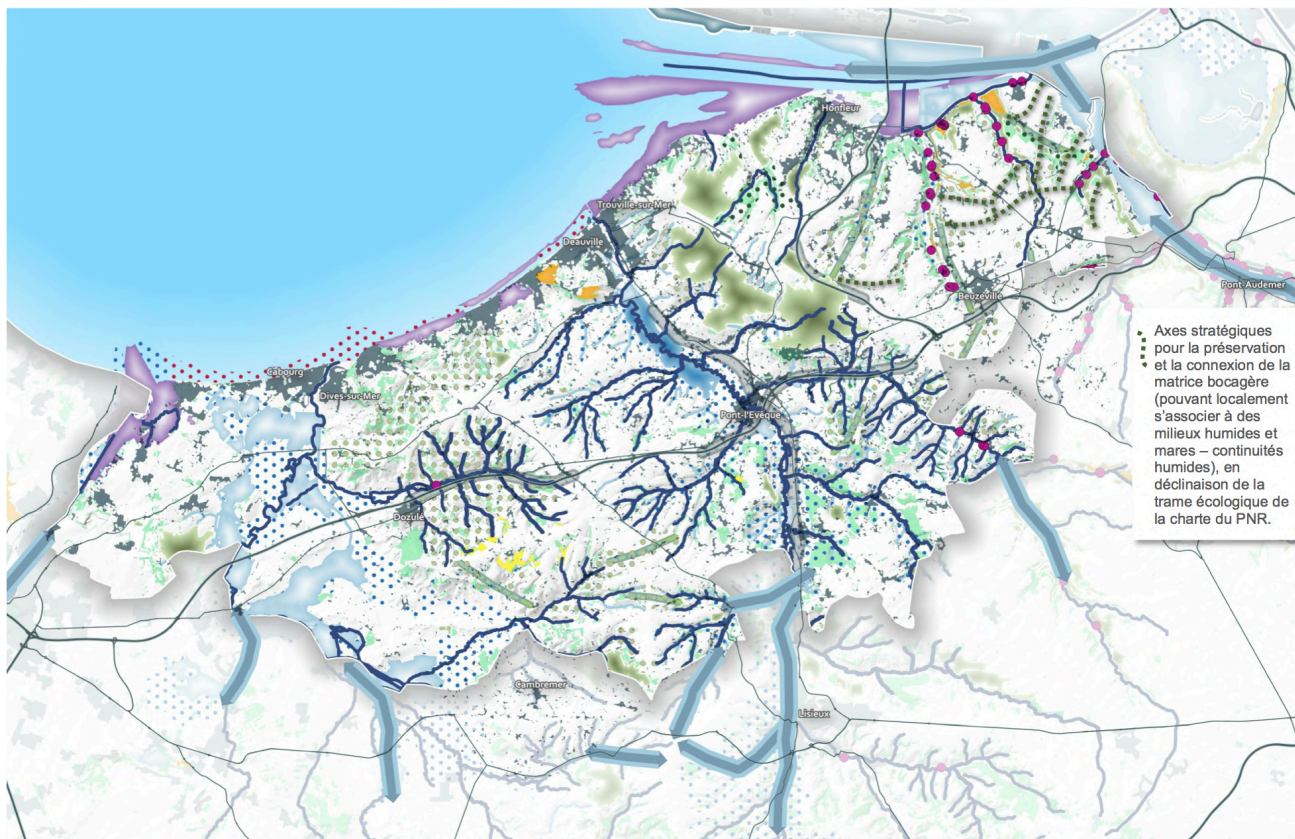 Honfleur
Trouville-sur-Mer
Deauville
Pont-Audemer
Beuzeville
Cabourg
Dives-sur-Mer
Pont-l'Evêque
Dozulé
Cambremer
Lisieux
Axes stratégiques
pour la préservation
et la connexion de la
matrice bocagère
(pouvant localement
s'associer à des
milieux humides et
mares – continuités
humides), en
déclinaison de la
trame écologique de
la charte du PNR.